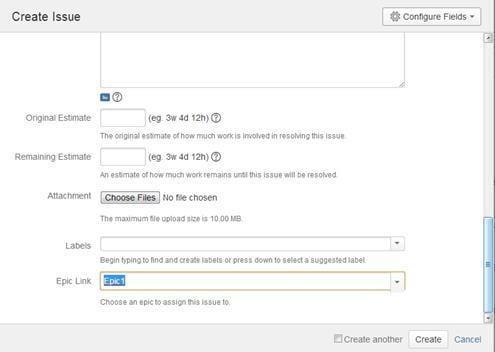 Create Issue
Configure Fields
Original Estimate (eg. 3w 4d 12h)
The original estimate of how much work is involved in resolving this issue.
Remaining Estimate (eg. 3w 4d 12h)
An estimate of how much work remains until this issue will be resolved.
Attachment Choose Files No file chosen
The maximum file upload size is 10.00 MB.
Labels
Begin typing to find and create labels or press down to select a suggested label.
Epic Link Epic1
Choose an epic to assign this issue to.
Create another Create Cancel